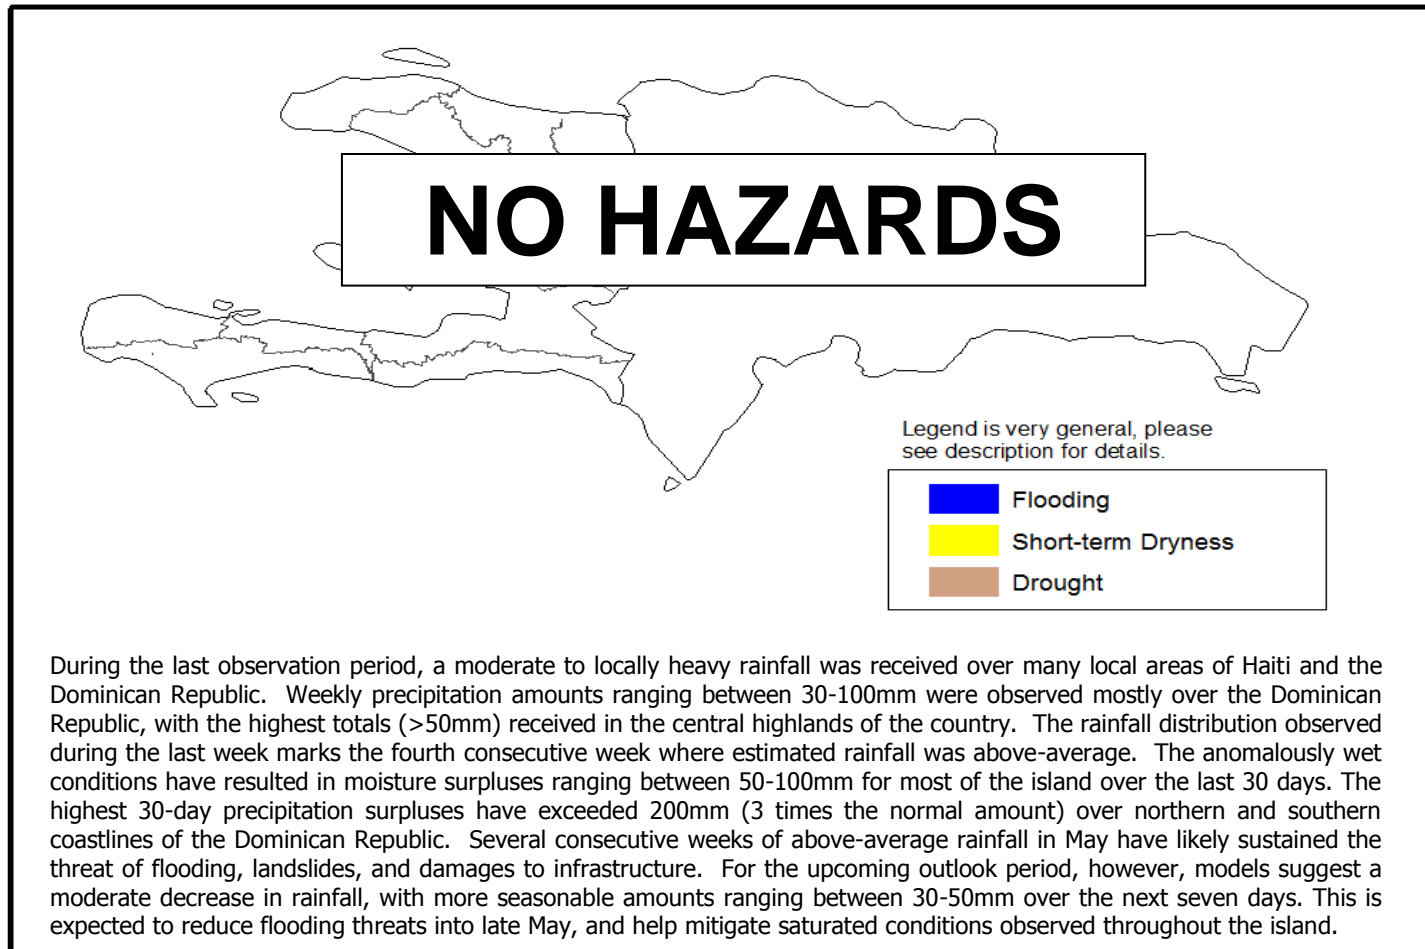 NO HAZARDS
Legend is very general, please
see description for details.
Flooding
Short-term Dryness
Drought
During the last observation period, a moderate to locally heavy rainfall was received over many local areas of Haiti and the
Dominican Republic.  Weekly precipitation amounts ranging between 30-100mm were observed mostly over the Dominican
Republic, with the highest totals (>50mm) received in the central highlands of the country.  The rainfall distribution observed
during the last week marks the fourth consecutive week where estimated rainfall was above-average.  The anomalously wet
conditions have resulted in moisture surpluses ranging between 50-100mm for most of the island over the last 30 days. The
highest 30-day precipitation surpluses have exceeded 200mm (3 times the normal amount) over northern and southern
coastlines of the Dominican Republic.  Several consecutive weeks of above-average rainfall in May have likely sustained the
threat of flooding, landslides, and damages to infrastructure.  For the upcoming outlook period, however, models suggest a
moderate decrease in rainfall, with more seasonable amounts ranging between 30-50mm over the next seven days. This is
expected to reduce flooding threats into late May, and help mitigate saturated conditions observed throughout the island.